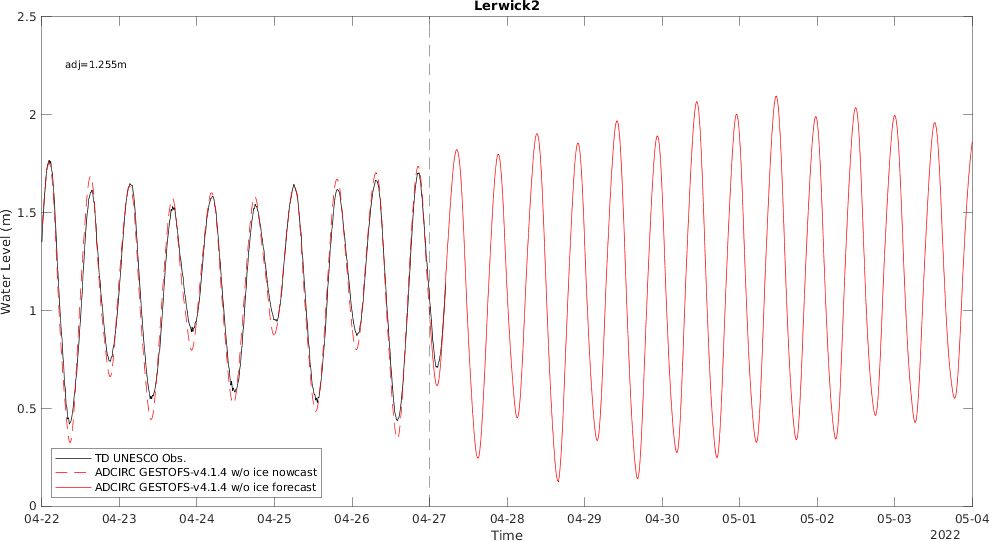 Lerwick2
2.5
adj=1.255m
2
1.5
Water Level (m)
1
0.5
TD UNESCO Obs.
ADCIRC GESTOFS-v4.1.4 w/o ice nowcast
ADCIRC GESTOFS-v4.1.4 w/o ice forecast
0
04-22 04-23 04-24 04-25 04-26 04-27 04-28 04-29 04-30 05-01 05-02 05-03 05-04
Time
2022